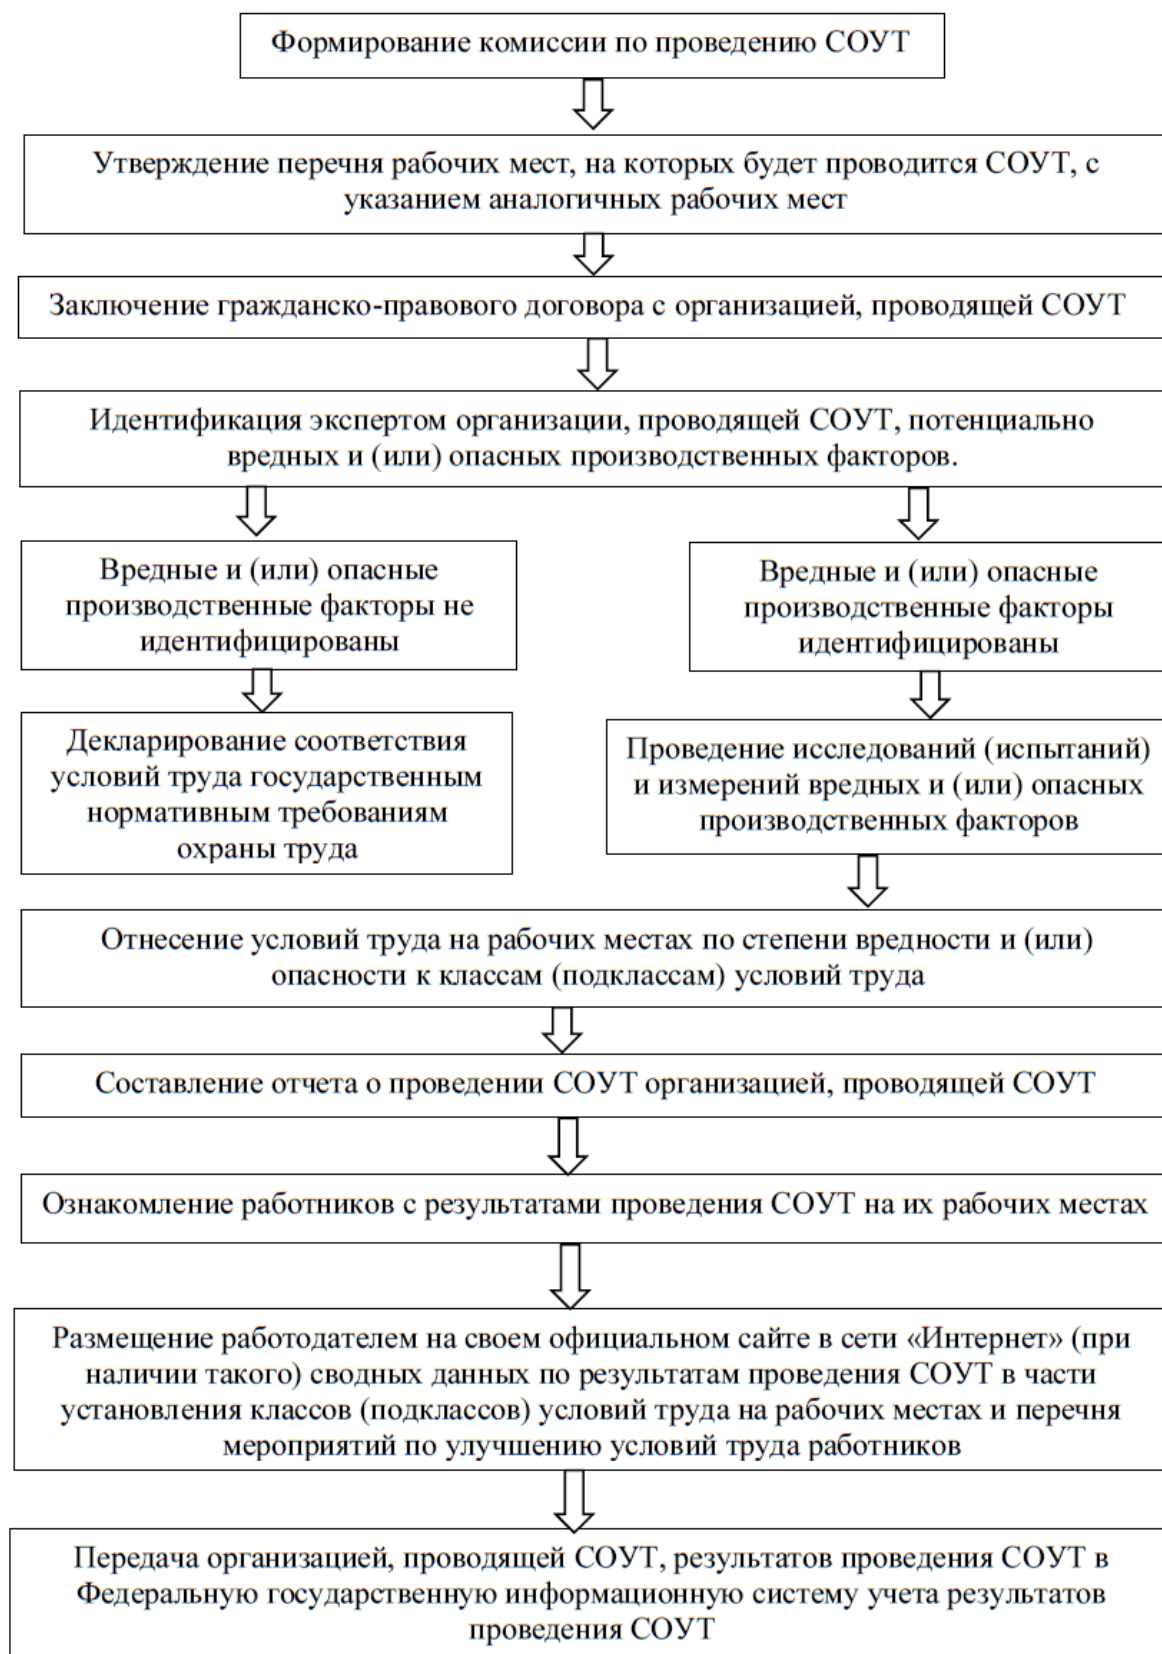 Формирование комиссии по проведению СОУТ
Утверждение перечня рабочих мест, на которых будет проводится СОУТ, с
указанием аналогичных рабочих мест
Заключение гражданско-правового договора с организацией, проводящей СОУТ
Идентификация экспертом организации, проводящей СОУТ, потенциально
вредных и (или) опасных производственных факторов.
Вредные и (или) опасные
производственные факторы не
идентифицированы
Вредные и (или) опасные
производственные факторы
идентифицированы
Декларирование соответствия
условий труда государственным
нормативным требованиям
охраны труда
Проведение исследований (испытаний)
и измерений вредных и (или) опасных
производственных факторов
Отнесение условий труда на рабочих местах по степени вредности и (или)
опасности к классам (подклассам) условий труда
Составление отчета о проведении СОУТ организацией, проводящей СОУТ
Ознакомление работников с результатами проведения СОУТ на их рабочих местах
Размещение работодателем на своем официальном сайте в сети «Интернет» (при
наличии такого) сводных данных по результатам проведения СОУТ в части
установления классов (подклассов) условий труда на рабочих местах и перечня
мероприятий по улучшению условий труда работников
Передача организацией, проводящей СОУТ, результатов проведения СОУТ в
Федеральную государственную информационную систему учета результатов
проведения СОУТ